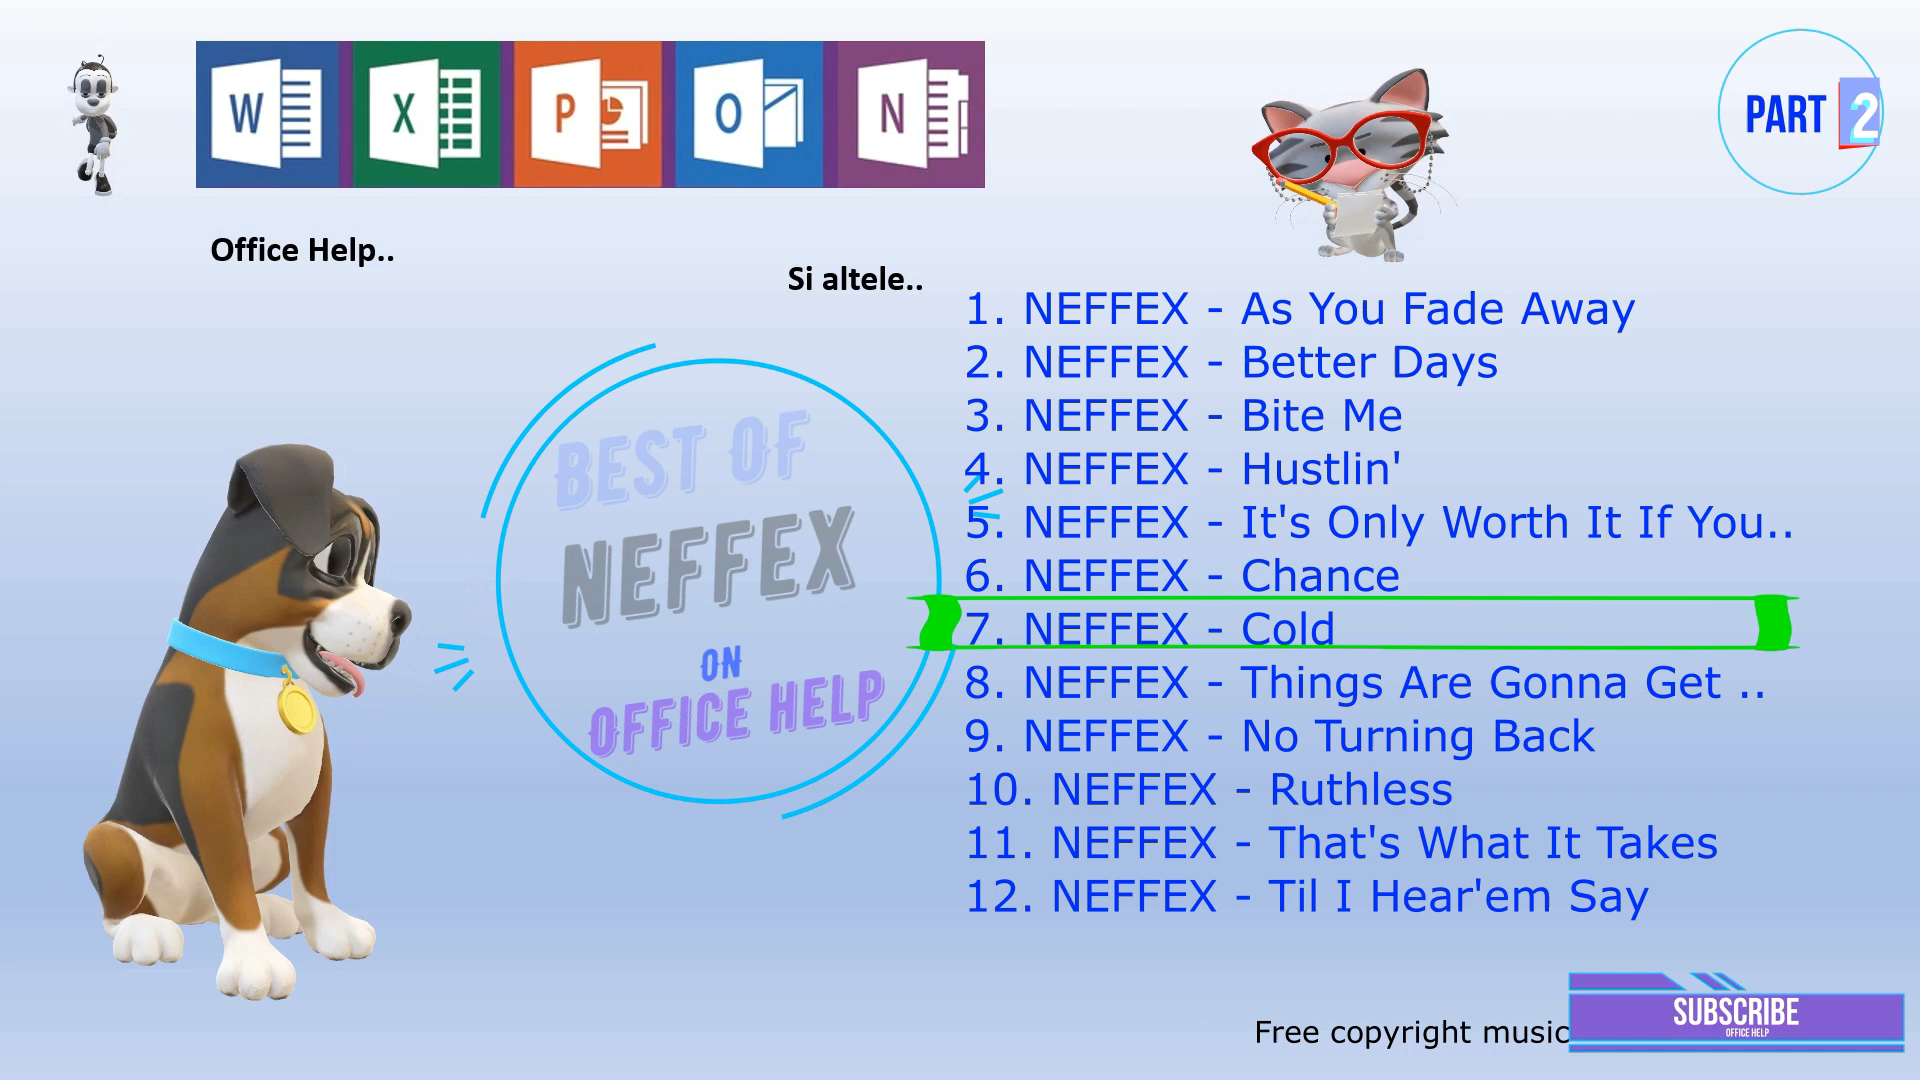 W X P O N
PART 2
Office Help..
Si altele..
BEST OF
NEFFEX
ON
OFFICE HELP
1. NEFFEX - As You Fade Away
2. NEFFEX - Better Days
3. NEFFEX - Bite Me
4. NEFFEX - Hustlin'
5. NEFFEX - It's Only Worth It If You..
6. NEFFEX - Chance
7. NEFFEX - Cold
8. NEFFEX - Things Are Gonna Get ..
9. NEFFEX - No Turning Back
10. NEFFEX - Ruthless
11. NEFFEX - That's What It Takes
12. NEFFEX - Til I Hear'em Say
Free copyright music
SUBSCRIBE
OFFICE HELP